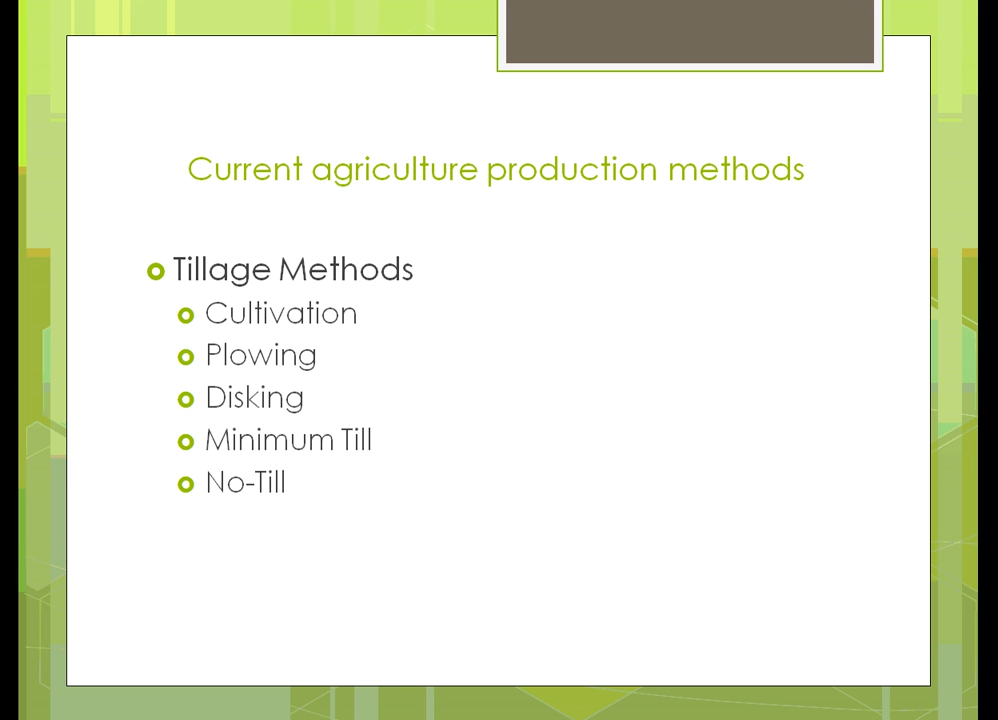 Current agriculture production methods
Tillage Methods
Cultivation
Plowing
Disking
Minimum Till
No-Till